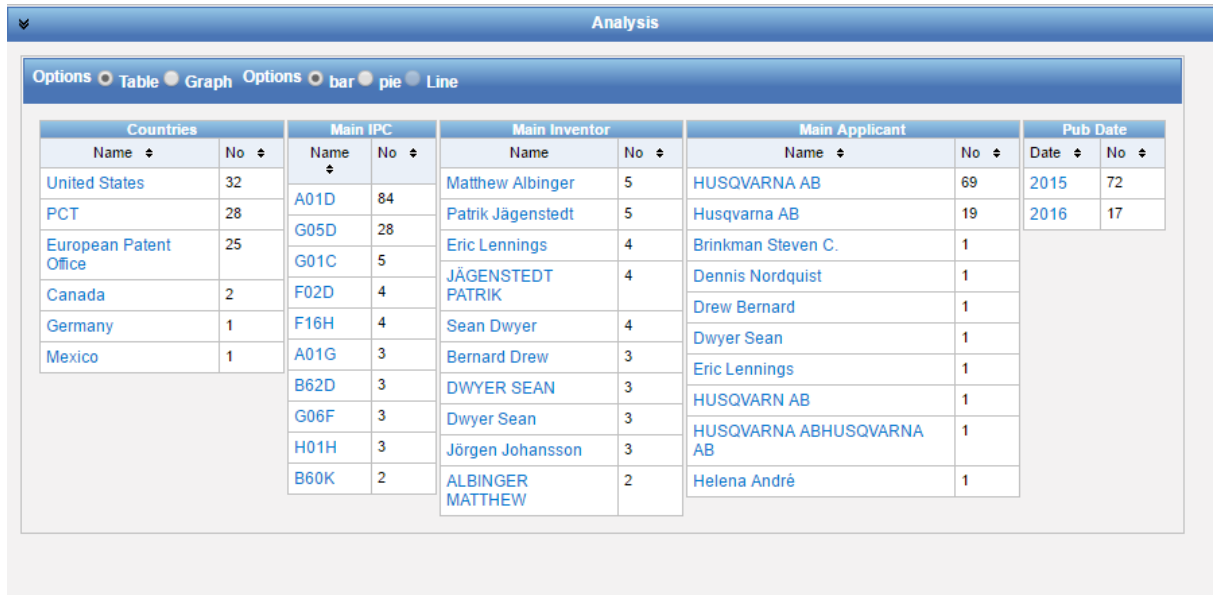 Analysis
Options Table Graph Options bar pie Line
Countries
Name No
United States 32
PCT 28
European Patent 25
Office
Canada 2
Germany 1
Mexico 1
Main IPC
Name No
A01D 84
G05D 28
G01C 5
F02D 4
F16H 4
A01G 3
B62D 3
G06F 3
H01H 3
B60K 2
Main Inventor
Name No
Matthew Albinger 5
Patrik Jägenstedt 5
Eric Lennings 4
JÄGENSTEDT 4
PATRIK
Sean Dwyer 4
Bernard Drew 3
DWYER SEAN 3
Dwyer Sean 3
Jörgen Johansson 3
ALBINGER 2
MATTHEW
Main Applicant
Name No
HUSQVARNA AB 69
Husqvarna AB 19
Brinkman Steven C. 1
Dennis Nordquist 1
Drew Bernard 1
Dwyer Sean 1
Eric Lennings 1
HUSQVARN AB 1
HUSQVARNA ABHUSQVARNA 1
AB
Helena André 1
Pub Date
Date No
2015 72
2016 17